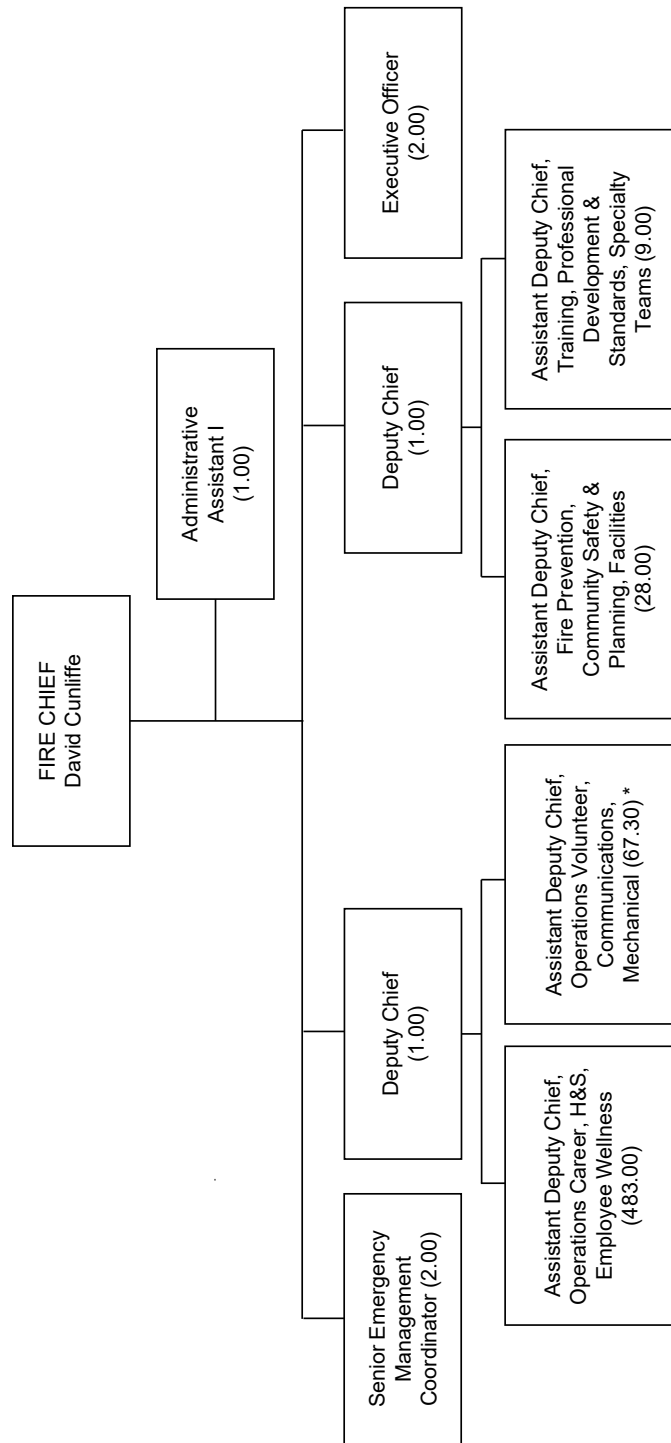 FIRE CHIEF
David Cunliffe
Administrative
Assistant I
(1.00)
Senior Emergency
Management
Coordinator (2.00)
Deputy Chief
(1.00)
Deputy Chief
(1.00)
Executive Officer
(2.00)
Assistant Deputy Chief,
Operations Career, H&S,
Employee Wellness
(483.00)
Assistant Deputy Chief,
Operations Volunteer,
Communications,
Mechanical (67.30) *
Assistant Deputy Chief,
Fire Prevention,
Community Safety &
Planning, Facilities
(28.00)
Assistant Deputy Chief,
Training, Professional
Development &
Standards, Specialty
Teams (9.00)